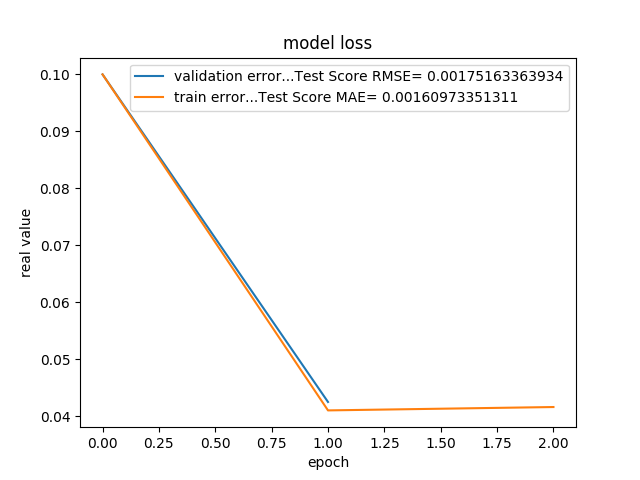 model loss
validation error...Test Score RMSE= 0.00175163363934
train error...Test Score MAE= 0.00160973351311
0.10
0.09
0.08
0.07
0.06
0.05
0.04
real value
0.00 0.25 0.50 0.75 1.00 1.25 1.50 1.75 2.00
epoch